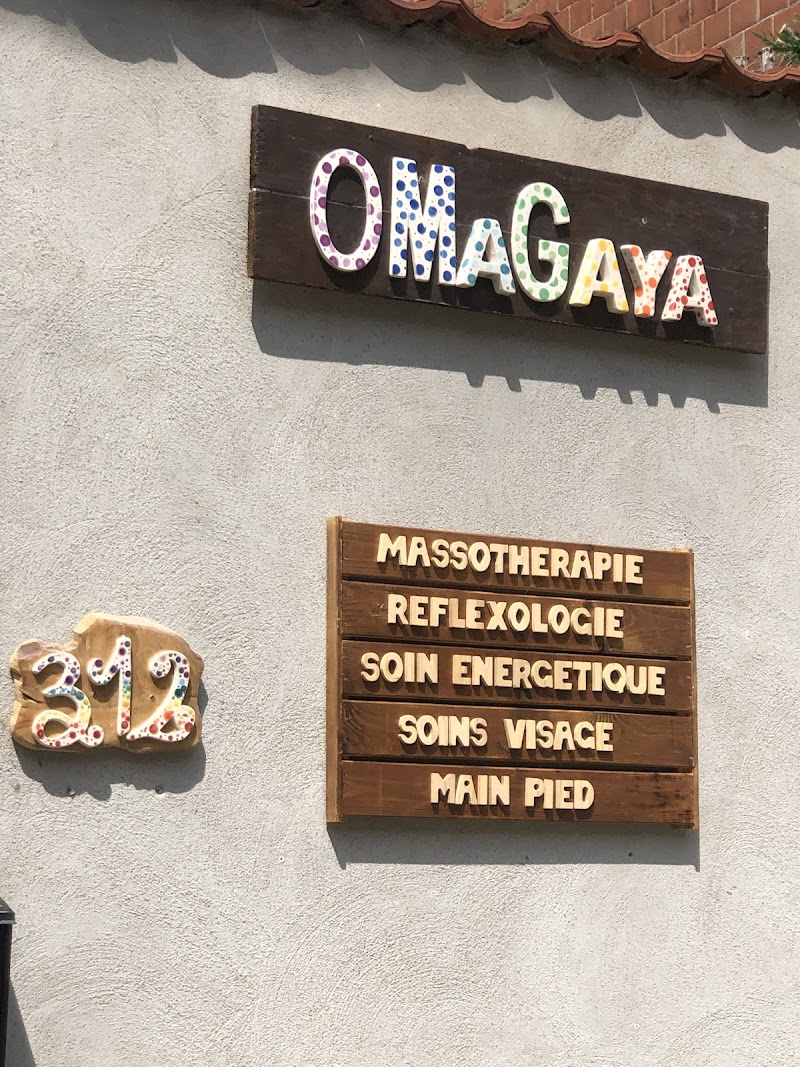 OMAGAYA
MASSOTHERAPIE
REFLEXOLOGIE
SOIN ENERGETIQUE
SOINS VISAGE
MAIN PIED
312